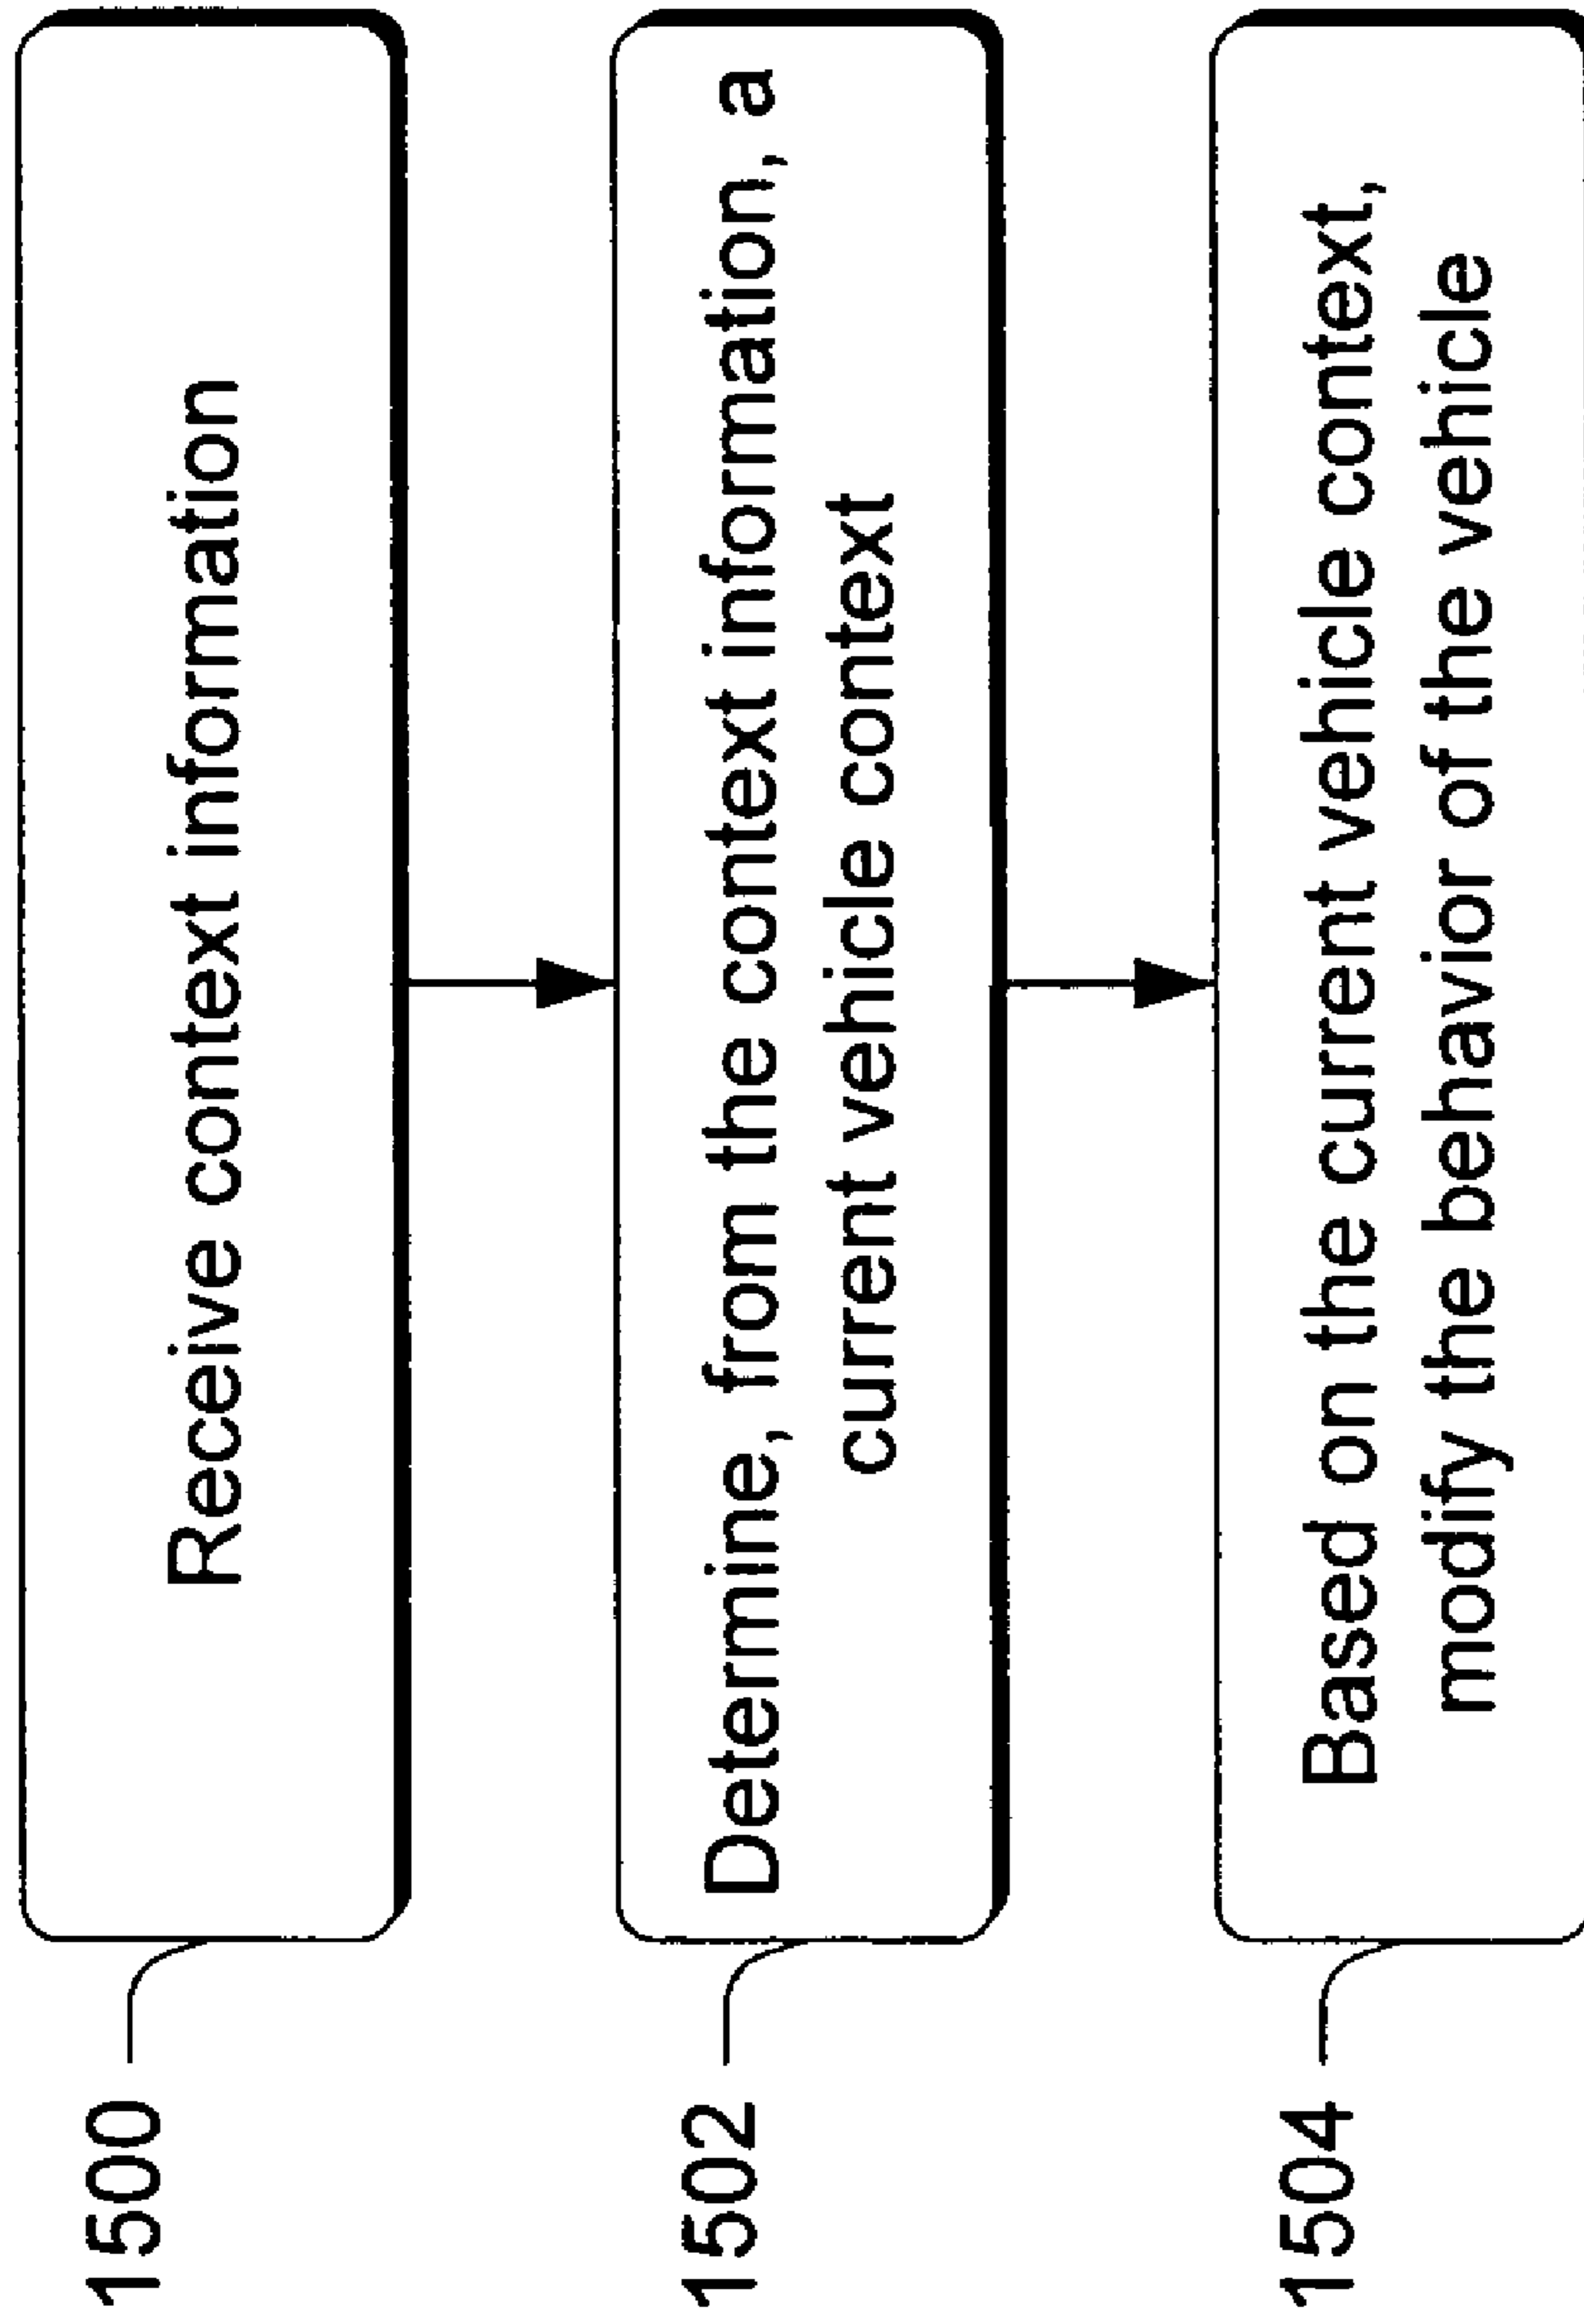 1500
Receive context information
1502
Determine, from the context information, a
current vehicle context
1504
Based on the current vehicle context,
modify the behavior of the vehicle